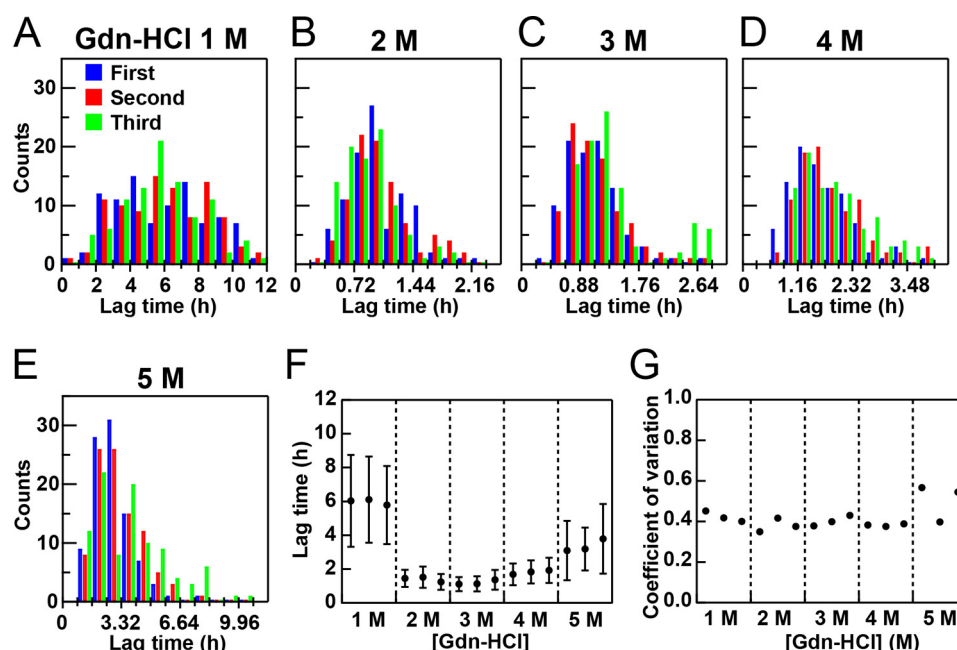 A
Gdn-HCl 1 M
First
Second
Third
Counts
30
20
10
0
0 2 4 6 8 10 12
Lag time (h)
B
2 M
0 0.72 1.44 2.16
Lag time (h)
C
3 M
0 0.88 1.76 2.64
Lag time (h)
D
4 M
0 1.16 2.32 3.48
Lag time (h)
E
5 M
Counts
30
20
10
0
0 3.32 6.64 9.96
Lag time (h)
F
Lag time (h)
12
10
8
6
4
2
0
1 M 2 M 3 M 4 M 5 M
[Gdn-HCl]
G
Coefficient of variation
1.0
0.8
0.6
0.4
0.2
0.0
1 M 2 M 3 M 4 M 5 M
[Gdn-HCl] (M)